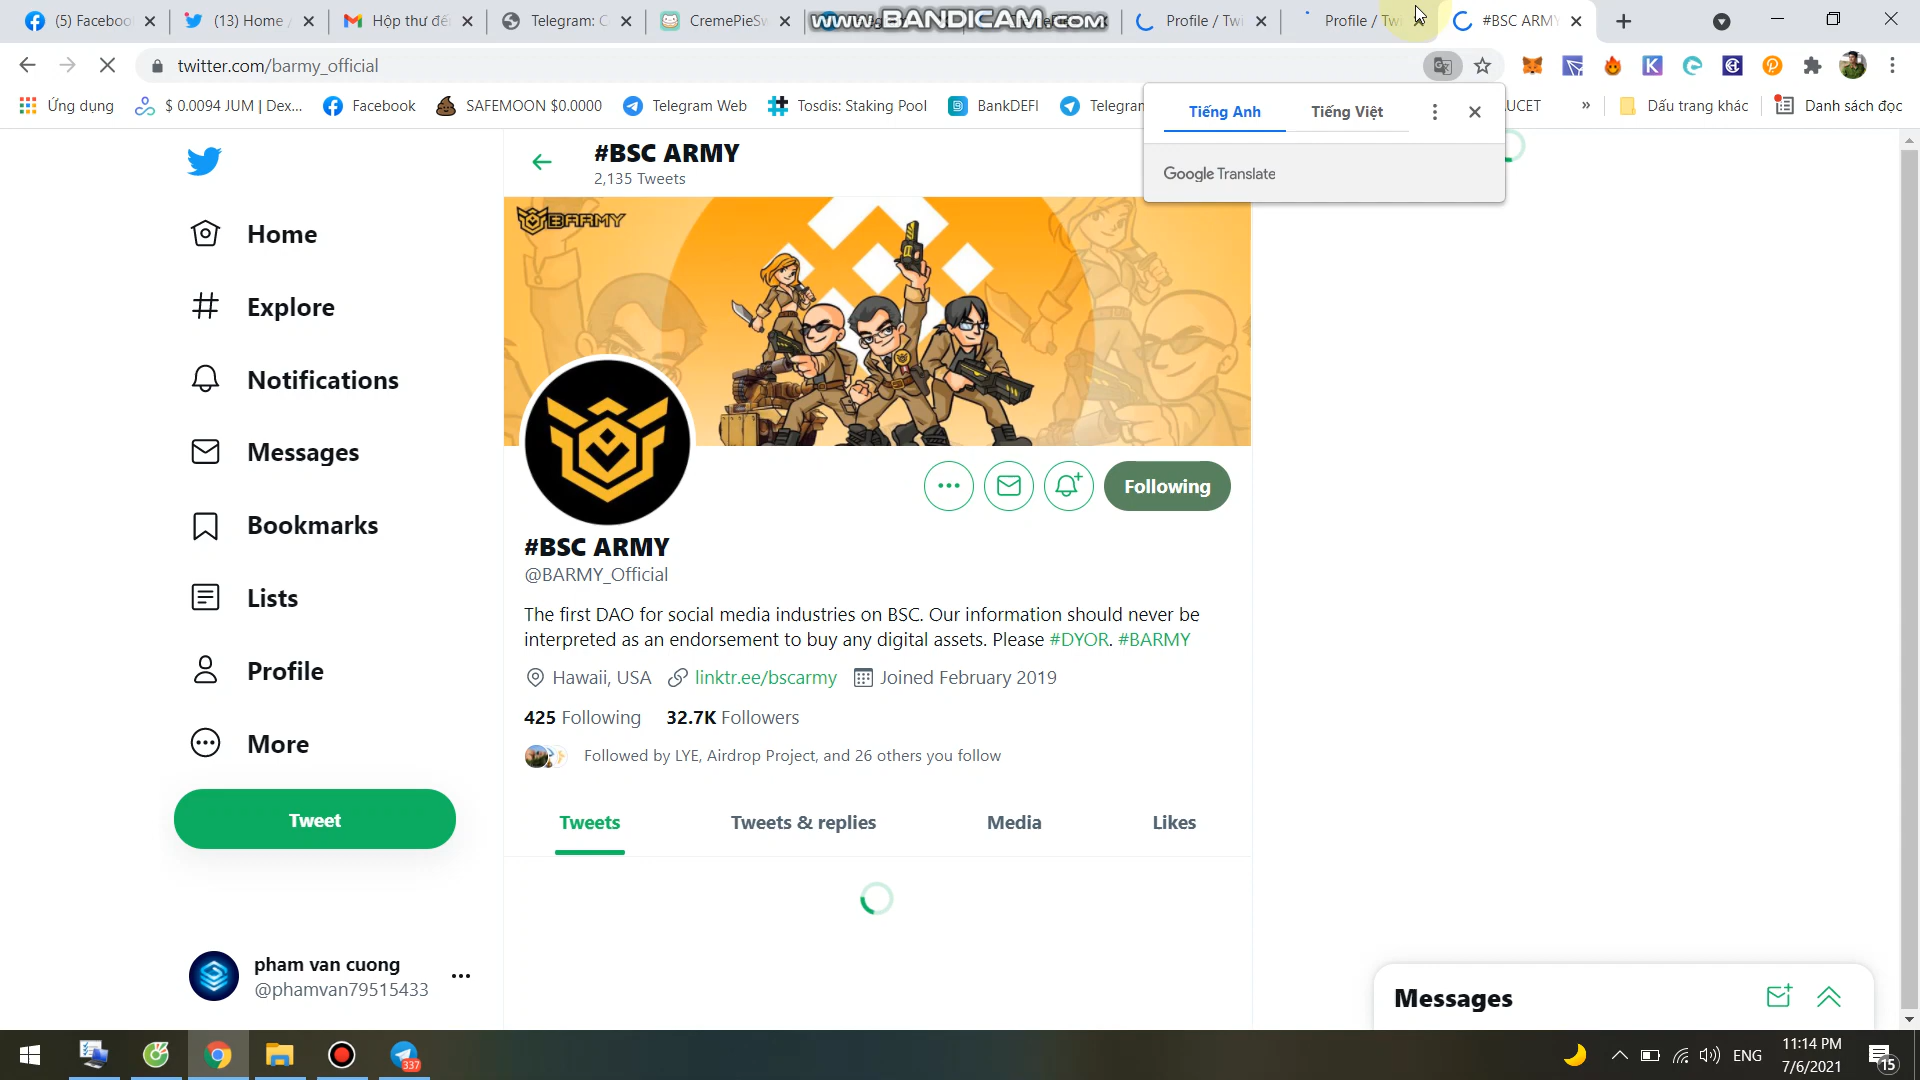 (5) Faceboo
(13) Home /
Hộp thư đế
Telegram: C
CremePieSw
www.BANDICAM.com
Profile / Twi
Profile / Twi
#BSC ARMY
twitter.com/barmy_official
Ứng dụng
$ 0.0094 JUM | Dex...
Facebook
SAFEMOON $0.0000
Telegram Web
Tosdis: Staking Pool
BankDEFI
Telegram
UCET
»
Dấu trang khác
Danh sách đọc
Tiếng Anh
Tiếng Việt
Google Translate
#BSC ARMY
2,135 Tweets
BARMY
Home
Explore
Notifications
Messages
Bookmarks
Lists
Profile
More
Tweet
pham van cuong
@phamvan79515433
Following
#BSC ARMY
@BARMY_Official
The first DAO for social media industries on BSC. Our information should never be
interpreted as an endorsement to buy any digital assets. Please #DYOR. #BARMY
Hawaii, USA linktr.ee/bscarmy Joined February 2019
425 Following 32.7K Followers
Followed by LYE, Airdrop Project, and 26 others you follow
Tweets Tweets & replies Media Likes
Messages
337
ENG
11:14 PM
7/6/2021
15